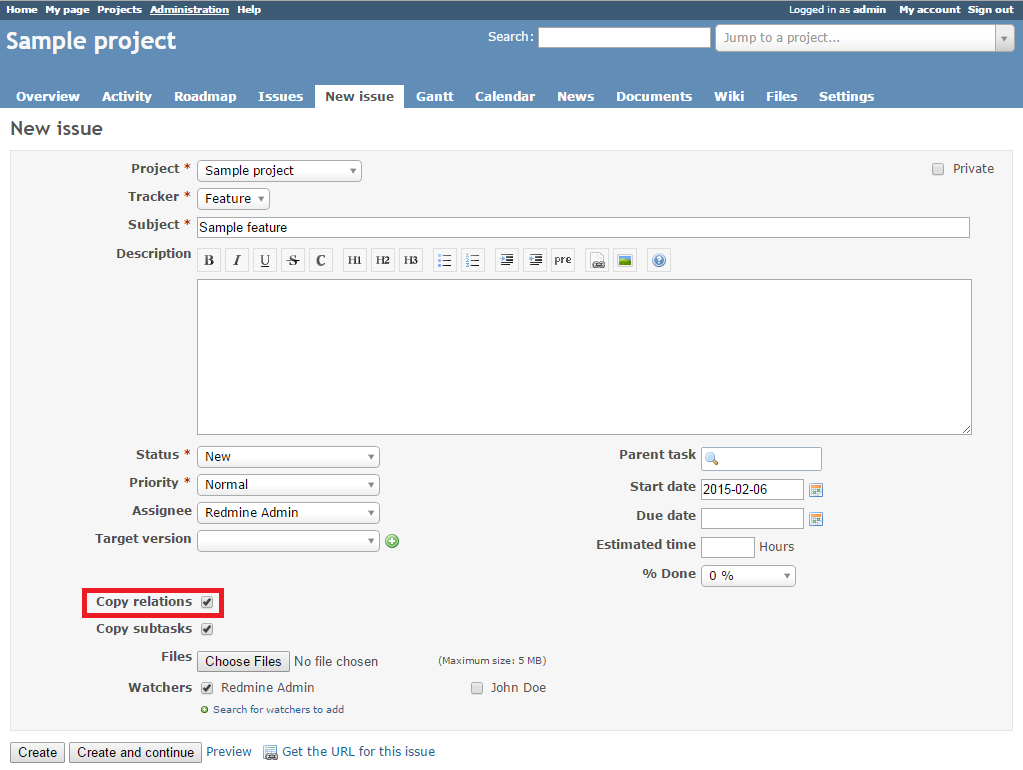 Home My page Projects Administration Help Logged in as admin My account Sign out
Sample project Search: Jump to a project...
Overview Activity Roadmap Issues New issue Gantt Calendar News Documents Wiki Files Settings
New issue
Project * Sample project Private
Tracker * Feature
Subject * Sample feature
Description B I U S C H1 H2 H3 pre
Status * New Parent task
Priority * Normal Start date 2015-02-06
Assignee Redmine Admin Due date
Target version Estimated time Hours
% Done 0 %
Copy relations
Copy subtasks
Files Choose Files No file chosen (Maximum size: 5 MB)
Watchers Redmine Admin John Doe
Search for watchers to add
Create Create and continue Preview Get the URL for this issue